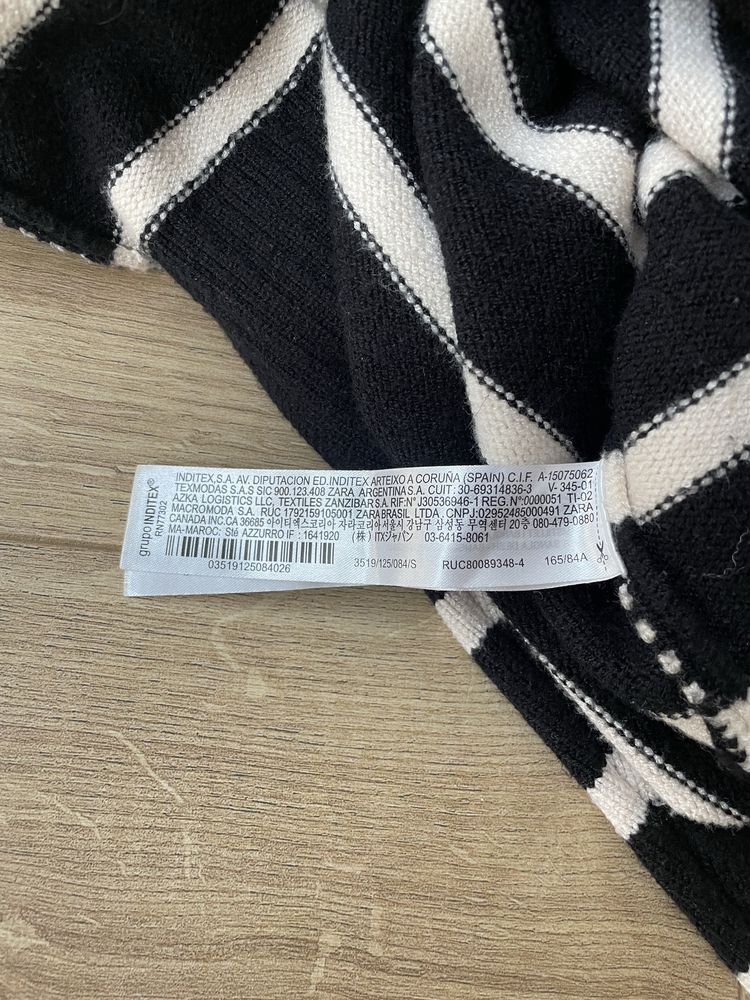 grupo INDITEX®
RN77302
INDITEX,S.A. AV. DIPUTACION ED.INDITEX ARTEIXO A CORUÑA (SPAIN) C.I.F. A-15075062
TEXMODAS S.A.S SIC 900.123.408 ZARA ARGENTINA S.A. CUIT: 30-69314836-3 V- 345-01
AZKA LOGISTICS LLC. TEXTILES ZANZIBAR S.A. RIF:N° J30536946-1 REG.N°0000051 TI-02
MACROMODA S.A. RUC 1792159105001 ZARA BRASIL LTDA. CNPJ:02952485000491 ZARA
CANADA INC.CA 36685 아이티엑스코리아 자라코리아서울시 강남구 삼성동 무역센터 20층 080-479-0880
MA-MAROC: Sté AZZURRO IF : 1641920 (株) ITXジャパン 03-6415-8061
03519125084026 3519/125/084/S RUC80089348-4 165/84A